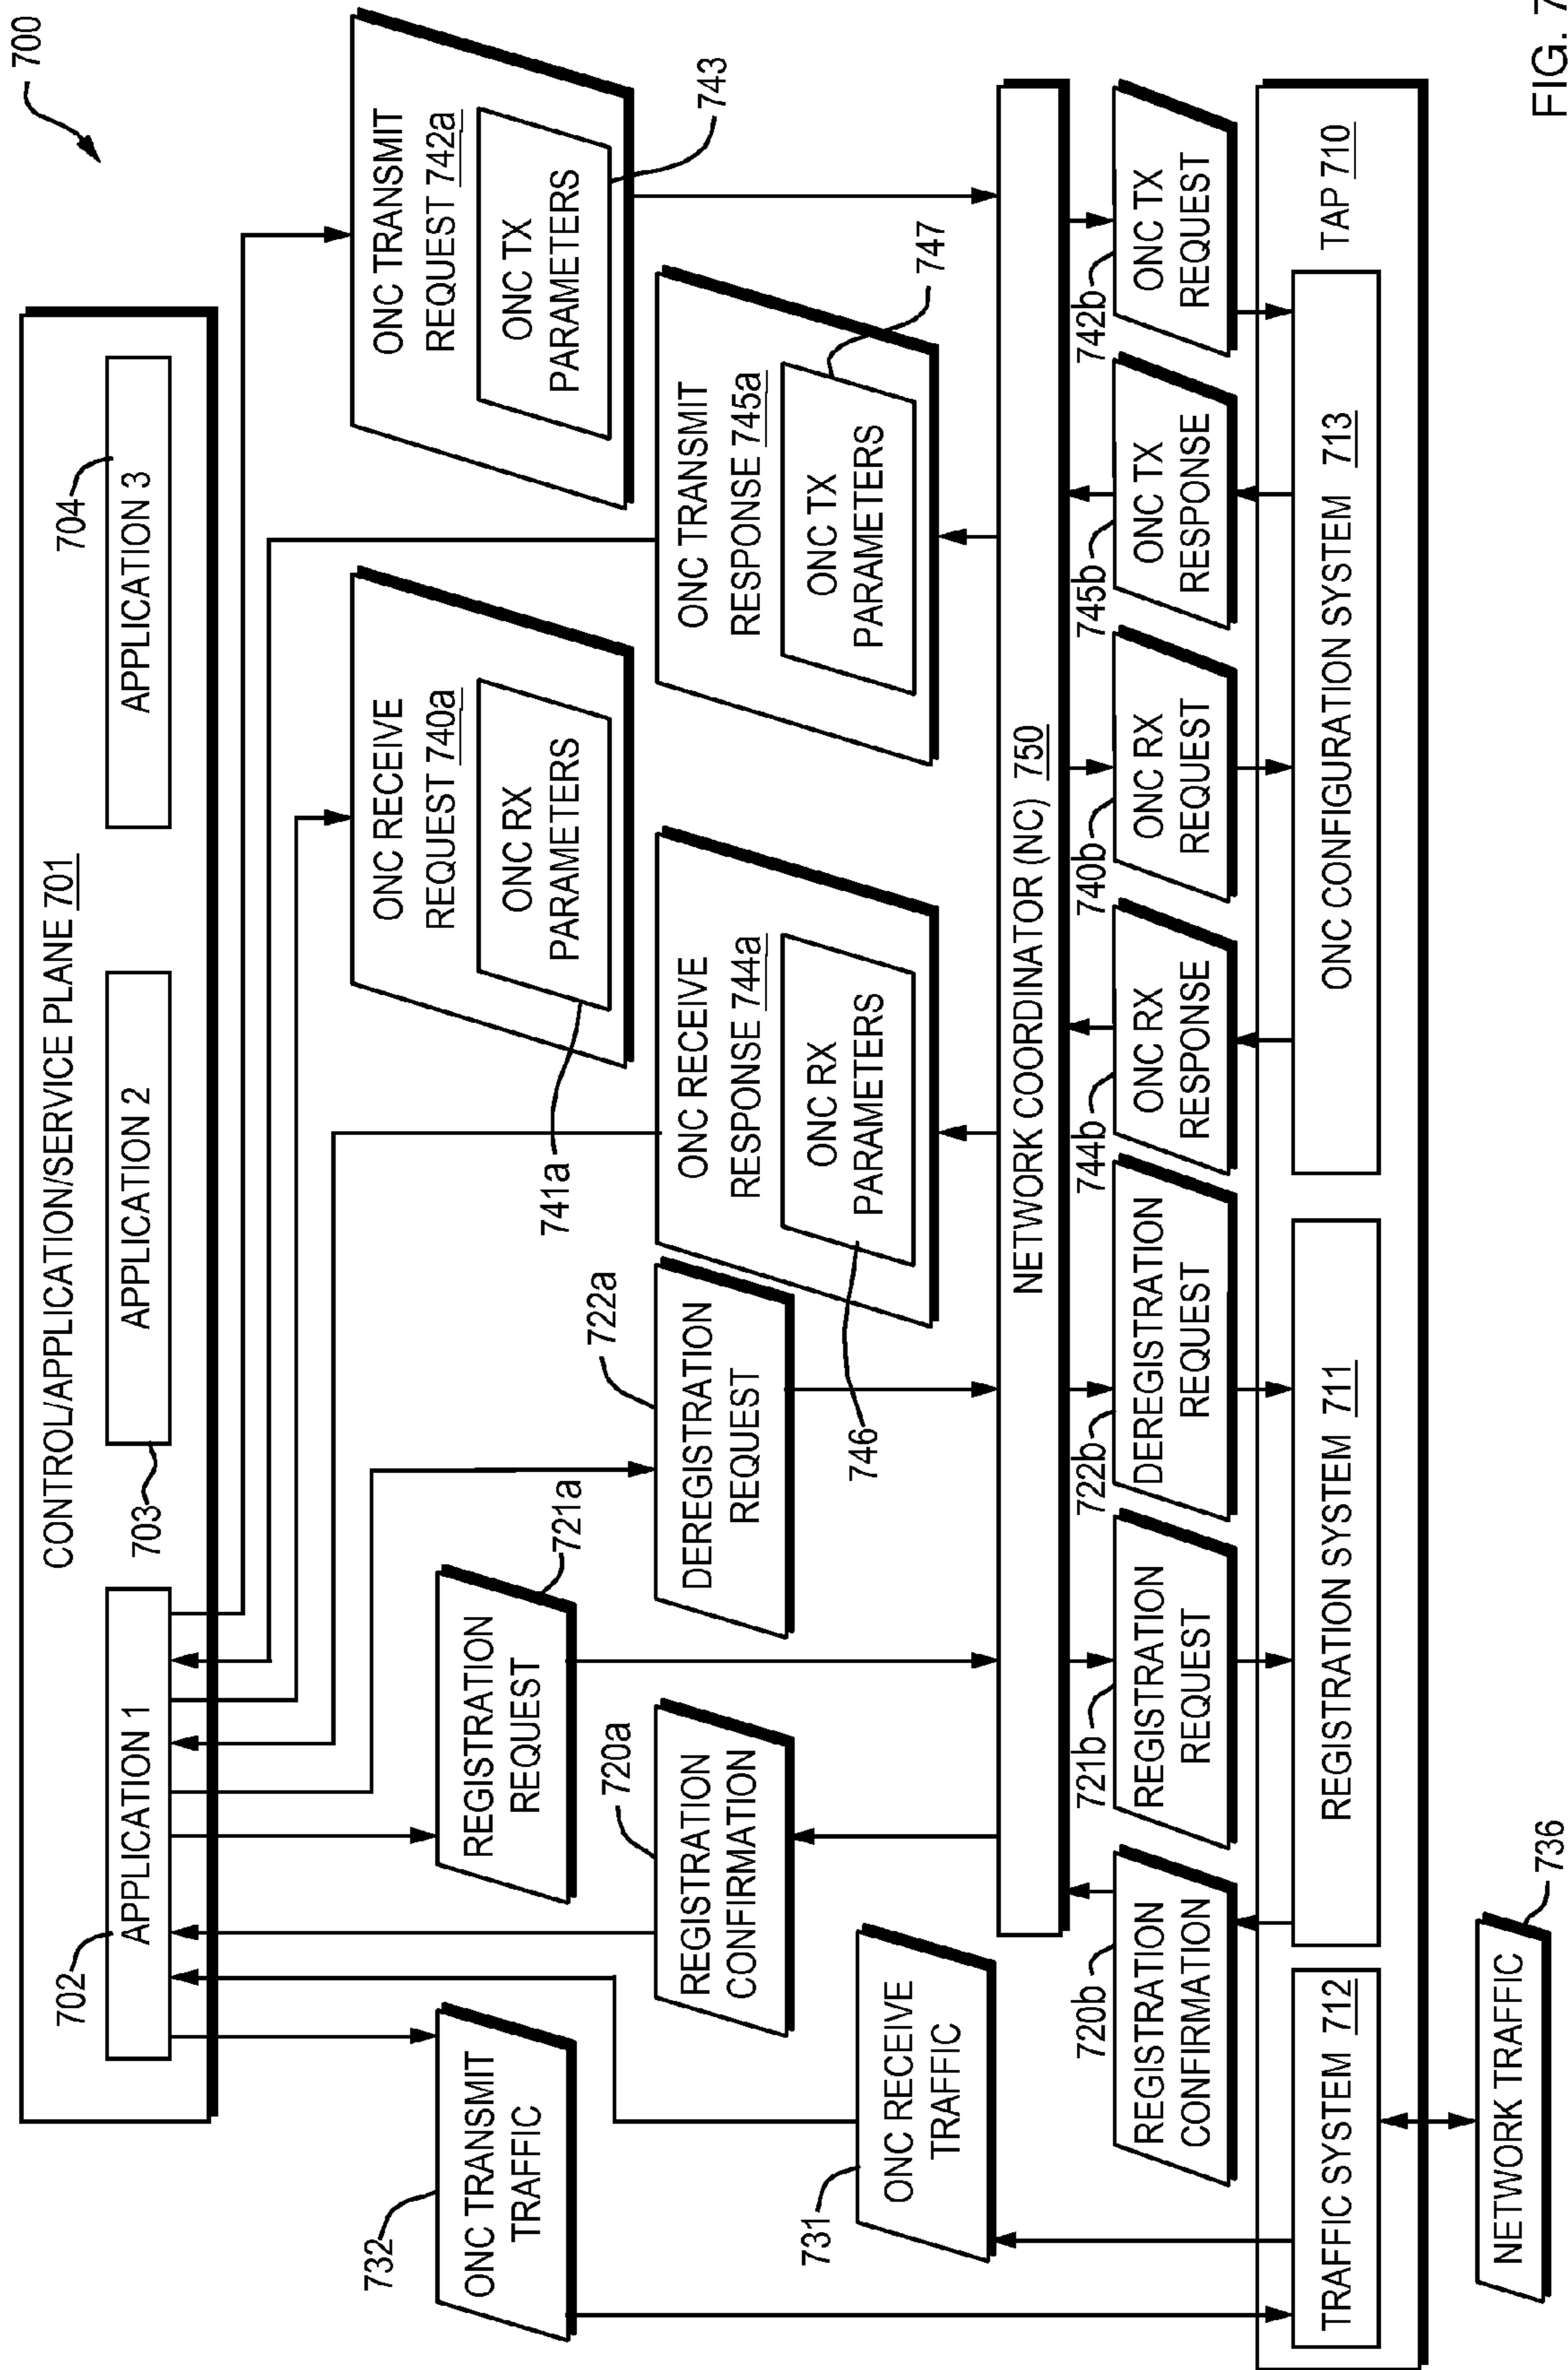 700
CONTROL/APPLICATION/SERVICE PLANE 701
702
APPLICATION 1
703
APPLICATION 2
704
APPLICATION 3
732
ONC TRANSMIT
TRAFFIC
REGISTRATION
REQUEST
721a
ONC RECEIVE
REQUEST 740a
ONC RX
PARAMETERS
741a
ONC TRANSMIT
REQUEST 742a
ONC TX
PARAMETERS
743
720a
REGISTRATION
CONFIRMATION
722a
DEREGISTRATION
REQUEST
ONC RECEIVE
RESPONSE 744a
ONC RX
PARAMETERS
746
ONC TRANSMIT
RESPONSE 745a
ONC TX
PARAMETERS
747
731
ONC RECEIVE
TRAFFIC
NETWORK COORDINATOR (NC) 750
720b
REGISTRATION
CONFIRMATION
721b
REGISTRATION
REQUEST
722b
DEREGISTRATION
REQUEST
744b
ONC RX
RESPONSE
740b
ONC RX
REQUEST
745b
ONC TX
RESPONSE
742b
ONC TX
REQUEST
TAP 710
TRAFFIC SYSTEM 712
REGISTRATION SYSTEM 711
ONC CONFIGURATION SYSTEM 713
NETWORK TRAFFIC
736
FIG. 7